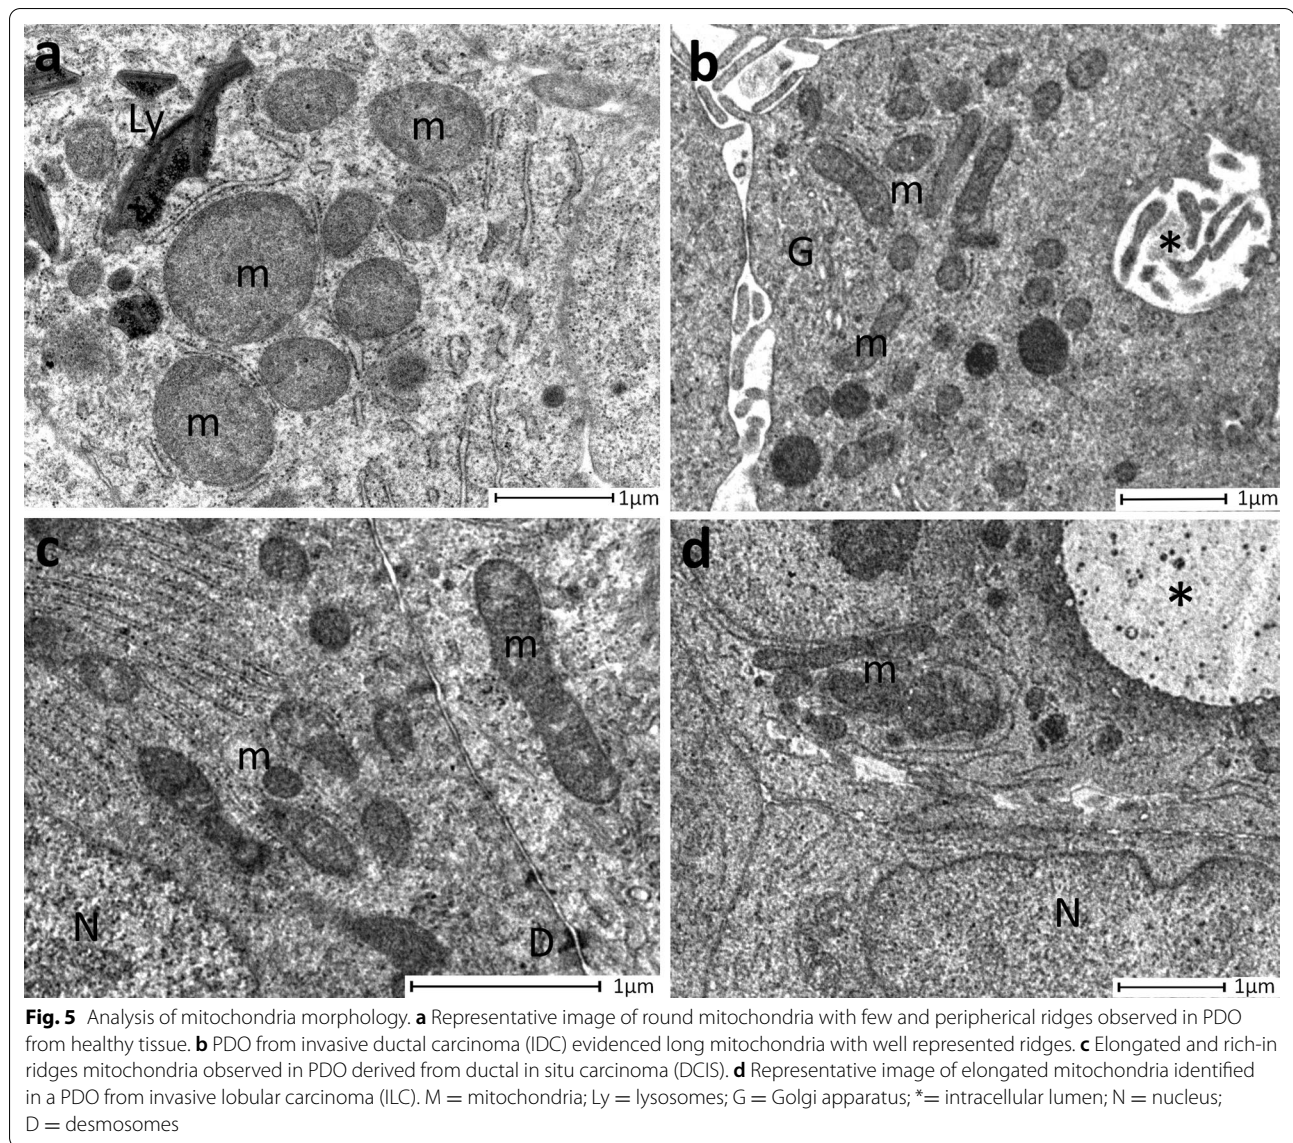 a
Ly
m
m
m
1µm
b
m
G
*
m
1µm
c
m
m
N
D
1µm
d
*
m
N
1µm
Fig. 5 Analysis of mitochondria morphology. a Representative image of round mitochondria with few and peripherical ridges observed in PDO
from healthy tissue. b PDO from invasive ductal carcinoma (IDC) evidenced long mitochondria with well represented ridges. c Elongated and rich-in
ridges mitochondria observed in PDO derived from ductal in situ carcinoma (DCIS). d Representative image of elongated mitochondria identified
in a PDO from invasive lobular carcinoma (ILC). M = mitochondria; Ly = lysosomes; G = Golgi apparatus; *= intracellular lumen; N = nucleus;
D = desmosomes